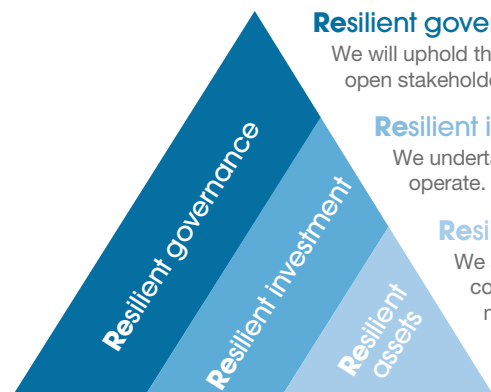 Resilient gover
We will uphold th
open stakeholde
Resilient i
We underta
operate.
Resi
We
co
Resilient governance
Resilient investment
Resilient
assets